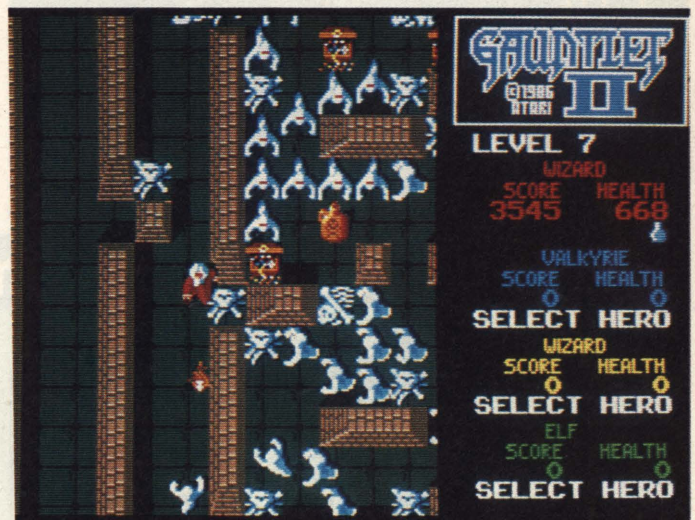 GAUNTLET
II
©1986
ATARI
LEVEL 7
WIZARD
SCORE HEALTH
3545 668
VALKYRIE
SCORE HEALTH
0 0
SELECT HERO
WIZARD
SCORE HEALTH
0 0
SELECT HERO
ELF
SCORE HEALTH
0 0
SELECT HERO